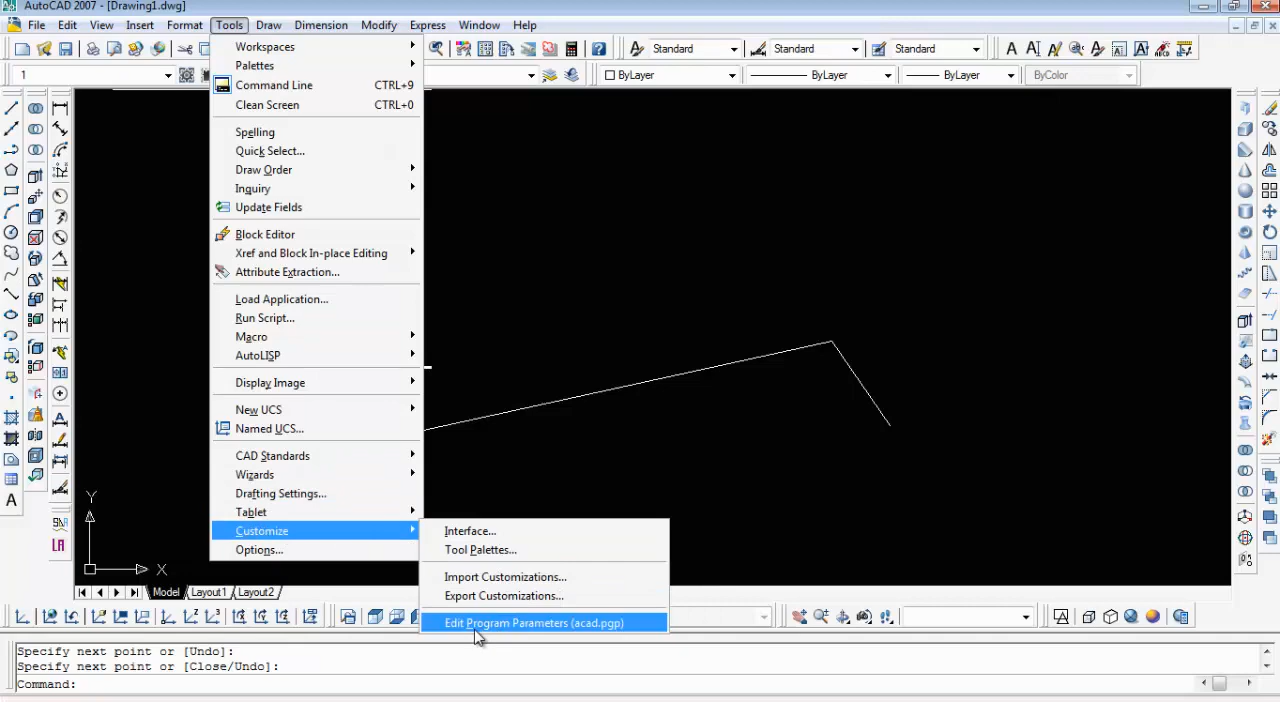 AutoCAD 2007 - [Drawing1.dwg]
File Edit View Insert Format Tools Draw Dimension Modify Express Window Help
Standard Standard Standard
1 ByLayer ByLayer ByLayer ByColor
Workspaces
Palettes
Command Line CTRL+9
Clean Screen CTRL+0
Spelling
Quick Select...
Draw Order
Inquiry
Update Fields
Block Editor
Xref and Block In-place Editing
Attribute Extraction...
Load Application...
Run Script...
Macro
AutoLISP
Display Image
New UCS
Named UCS...
CAD Standards
Wizards
Drafting Settings...
Tablet
Customize
Options...
Interface...
Tool Palettes...
Import Customizations...
Export Customizations...
Edit Program Parameters (acad.pgp)
Y
X
Model Layout1 Layout2
Specify next point or [Undo]:
Specify next point or [Close/Undo]:
Command: